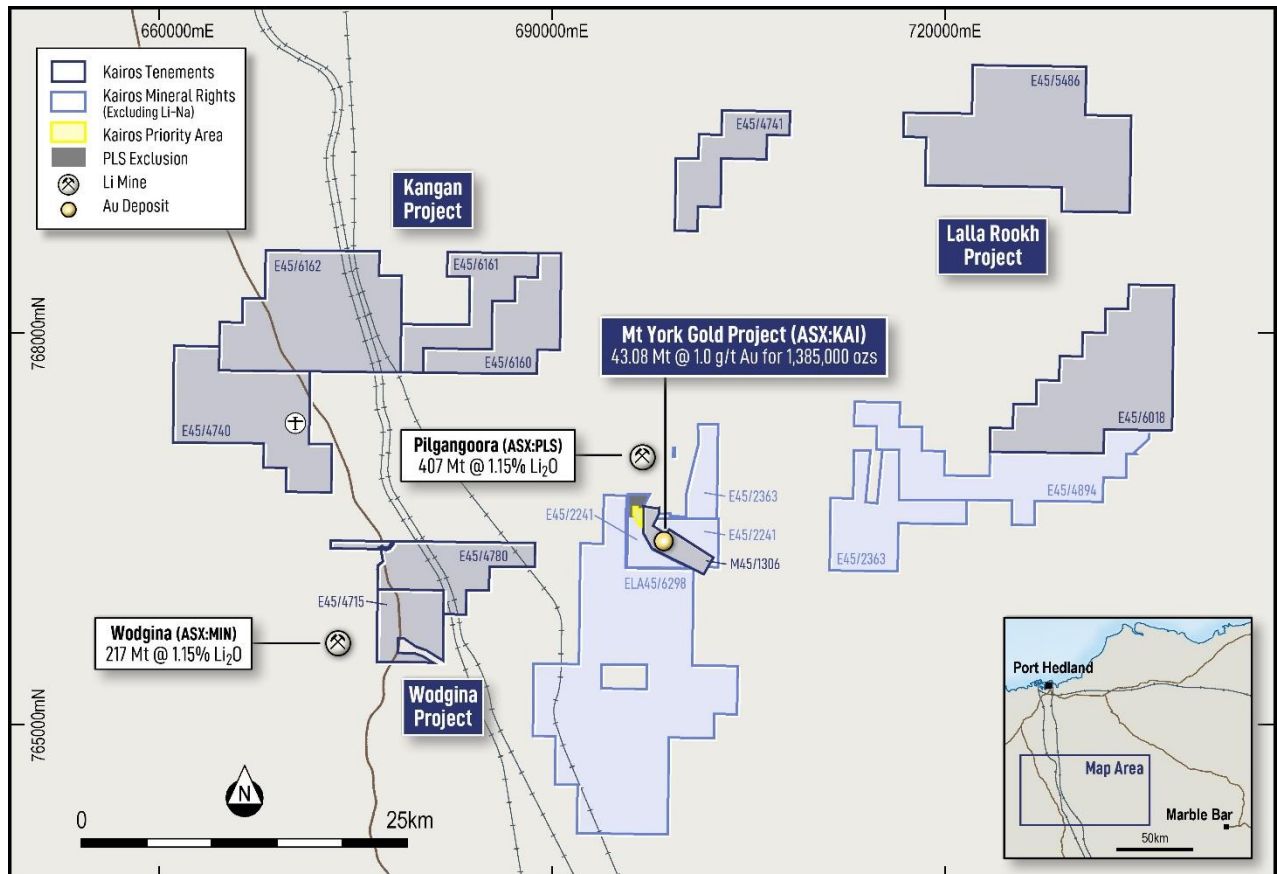 660000mE
690000mE
720000mE
Kairos Tenements
Kairos Mineral Rights
(Excluding Li-Na)
Kairos Priority Area
PLS Exclusion
Li Mine
Au Deposit
E45/5486
E45/4741
Kangan
Project
Lalla Rookh
Project
E45/6162
E45/6161
768000mN
Mt York Gold Project (ASX:KAI)
43.08 Mt @ 1.0 g/t Au for 1,385,000 ozs
E45/6160
E45/4740
E45/6018
Pilgangoora (ASX:PLS)
407 Mt @ 1.15% Li₂O
E45/2363
E45/4894
E45/2241
E45/2241
E45/4780
M45/1306
E45/2363
ELA45/6298
E45/4715
Wodgina (ASX:MIN)
217 Mt @ 1.15% Li₂O
Wodgina
Project
765000mN
Port Hedland
Map Area
Marble Bar
50km
N
0
25km